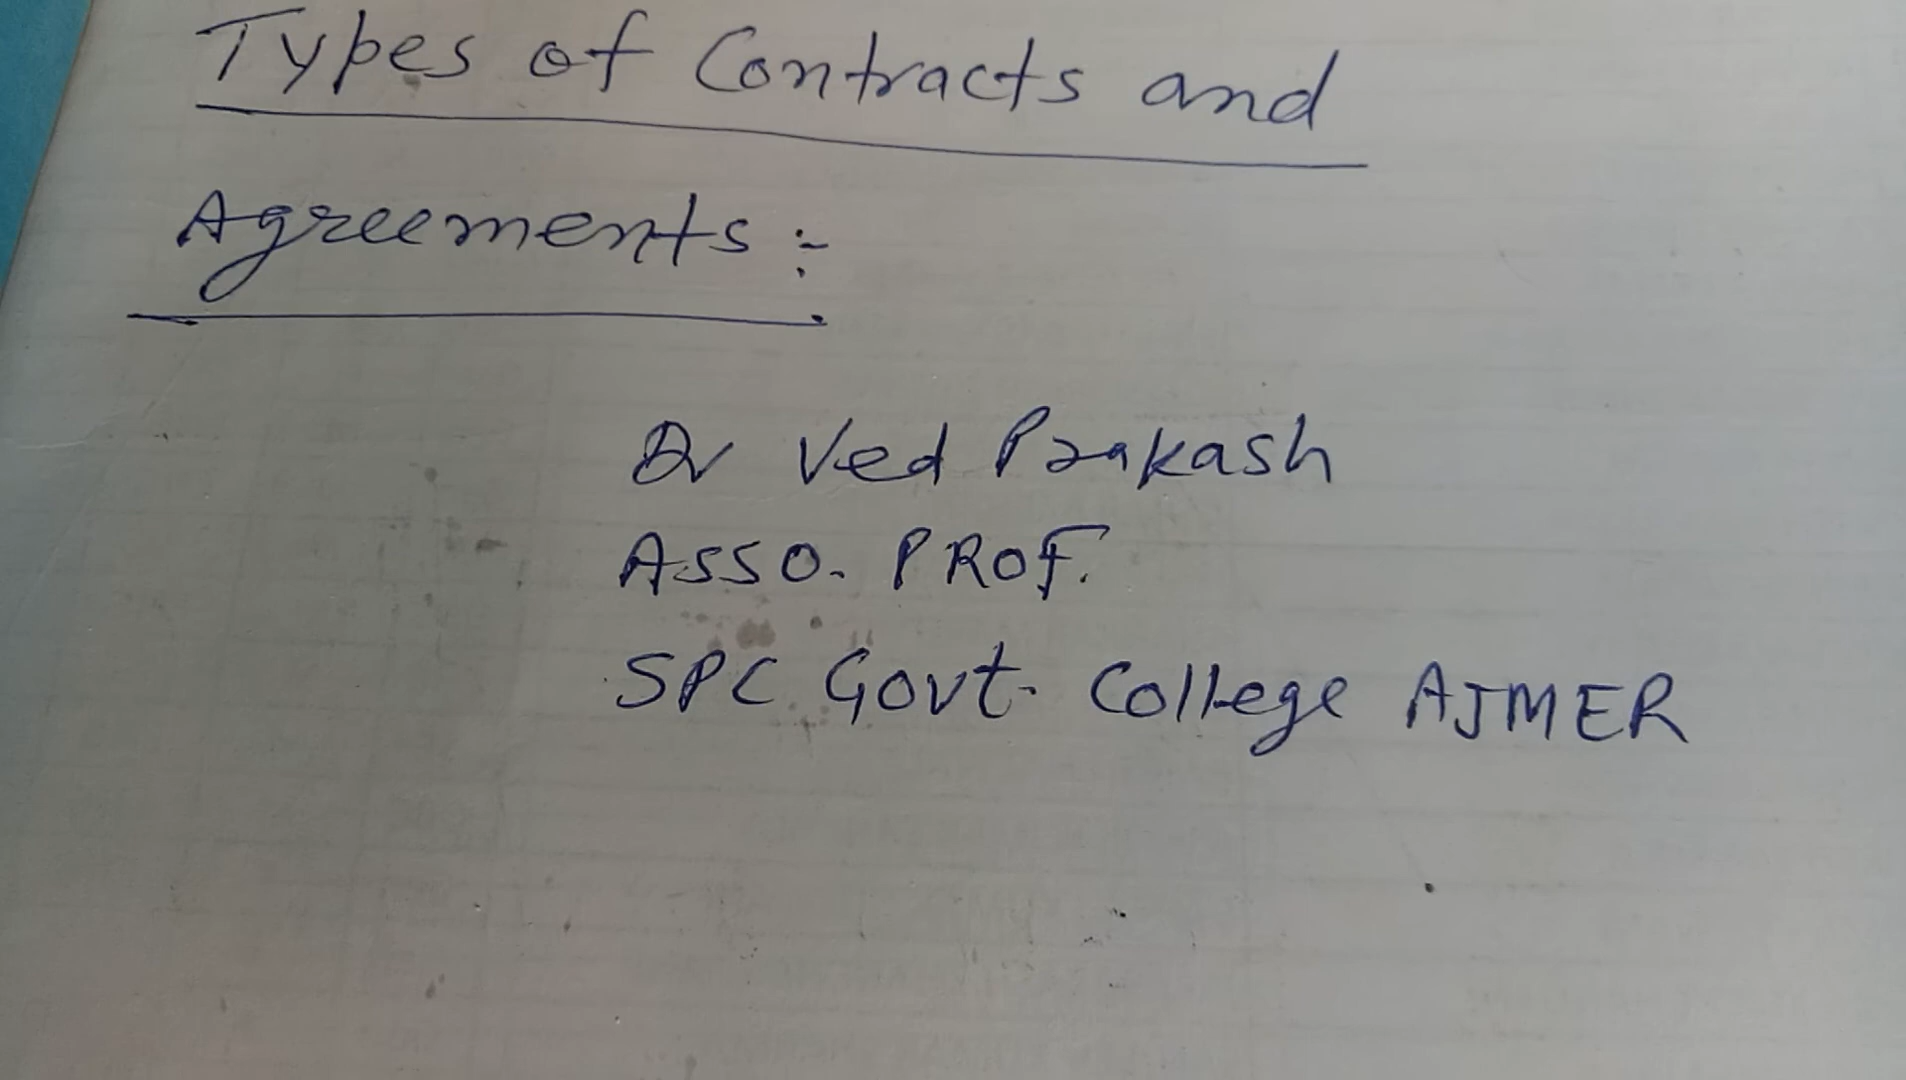 Types of Contracts and
Agreements :-
Dr Ved Prakash
ASSO. PROF.
SPC Govt. College AJMER